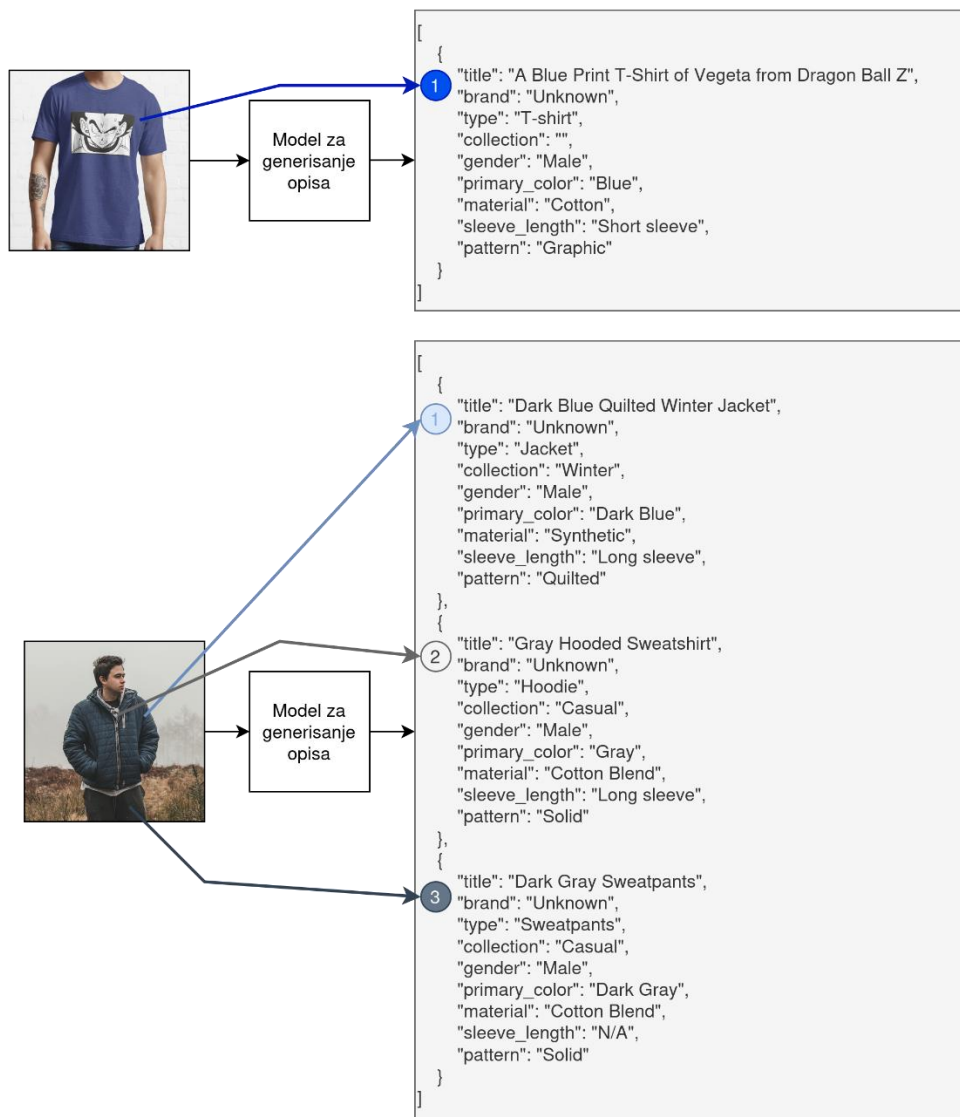 [
{
"title": "A Blue Print T-Shirt of Vegeta from Dragon Ball Z",
1
"brand": "Unknown",
"type": "T-shirt",
"collection": "",
"gender": "Male",
"primary_color": "Blue",
"material": "Cotton",
"sleeve_length": "Short sleeve",
"pattern": "Graphic"
}
]
Model za
generisanje
opisa
[
{
"title": "Dark Blue Quilted Winter Jacket",
1
"brand": "Unknown",
"type": "Jacket",
"collection": "Winter",
"gender": "Male",
"primary_color": "Dark Blue",
"material": "Synthetic",
"sleeve_length": "Long sleeve",
"pattern": "Quilted"
},
{
"title": "Gray Hooded Sweatshirt",
2
"brand": "Unknown",
"type": "Hoodie",
"collection": "Casual",
"gender": "Male",
"primary_color": "Gray",
"material": "Cotton Blend",
"sleeve_length": "Long sleeve",
"pattern": "Solid"
},
{
"title": "Dark Gray Sweatpants",
3
"brand": "Unknown",
"type": "Sweatpants",
"collection": "Casual",
"gender": "Male",
"primary_color": "Dark Gray",
"material": "Cotton Blend",
"sleeve_length": "N/A",
"pattern": "Solid"
}
]
Model za
generisanje
opisa